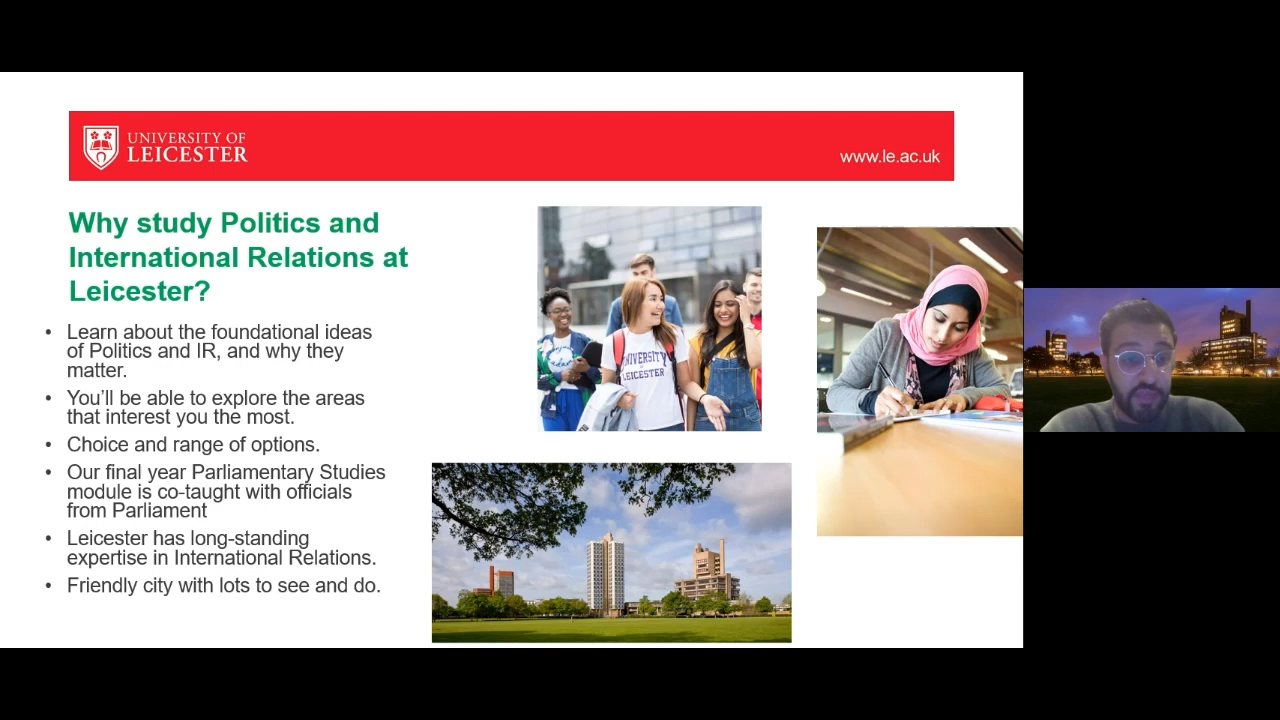 UNIVERSITY OF
LEICESTER
www.le.ac.uk
Why study Politics and
International Relations at
Leicester?
• Learn about the foundational ideas
of Politics and IR, and why they
matter.
• You’ll be able to explore the areas
that interest you the most.
• Choice and range of options.
• Our final year Parliamentary Studies
module is co-taught with officials
from Parliament
• Leicester has long-standing
expertise in International Relations.
• Friendly city with lots to see and do.
UNIVERSITY
LEICESTER